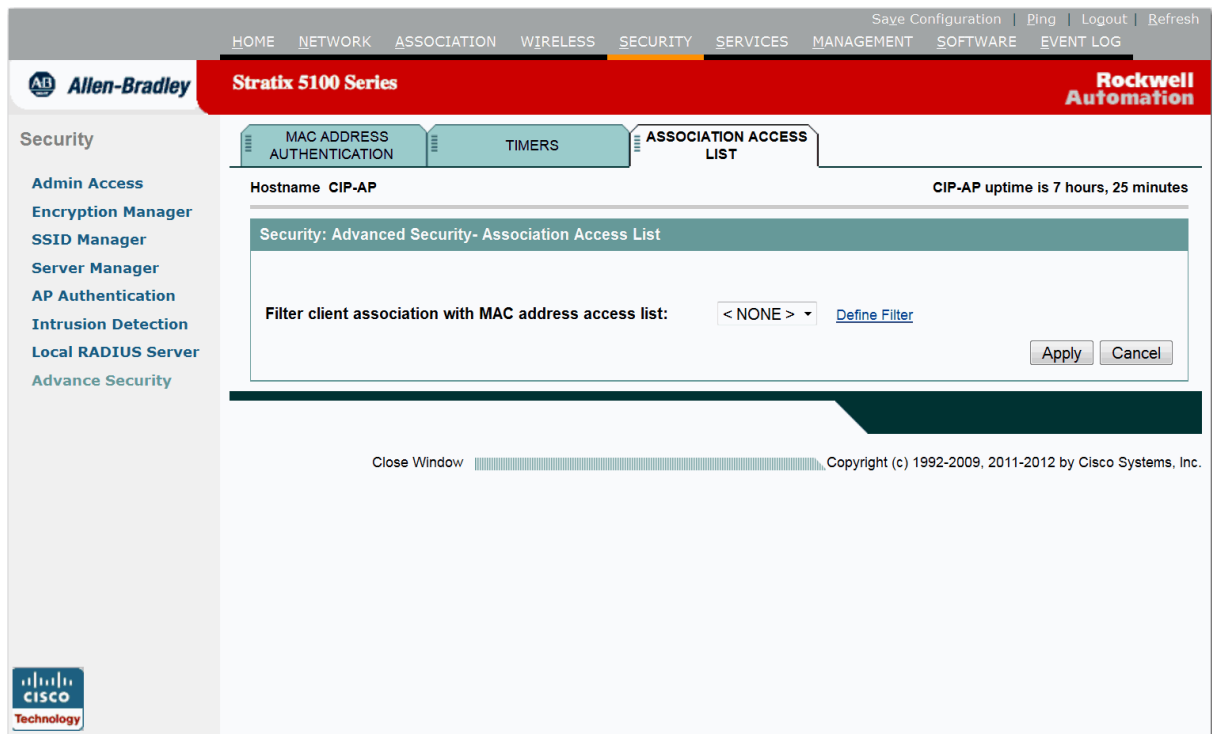 Save Configuration | Ping | Logout | Refresh
HOME NETWORK ASSOCIATION WIRELESS SECURITY SERVICES MANAGEMENT SOFTWARE EVENT LOG
AB Allen-Bradley
Stratix 5100 Series
Rockwell
Automation
Security
Admin Access
Encryption Manager
SSID Manager
Server Manager
AP Authentication
Intrusion Detection
Local RADIUS Server
Advance Security
MAC ADDRESS
AUTHENTICATION
TIMERS
ASSOCIATION ACCESS
LIST
Hostname CIP-AP
CIP-AP uptime is 7 hours, 25 minutes
Security: Advanced Security- Association Access List
Filter client association with MAC address access list: < NONE > Define Filter
Apply Cancel
Close Window
Copyright (c) 1992-2009, 2011-2012 by Cisco Systems, Inc.
CISCO
Technology